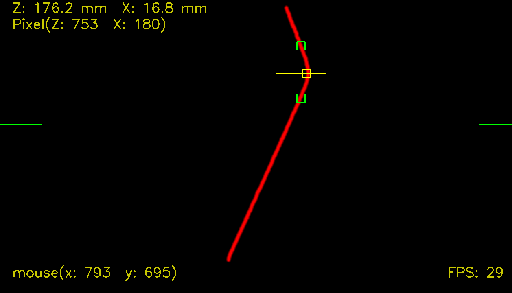 Z: 176.2 mm X: 16.8 mm
Pixel(Z: 753 X: 180)
mouse(x: 793 y: 695)
FPS: 29